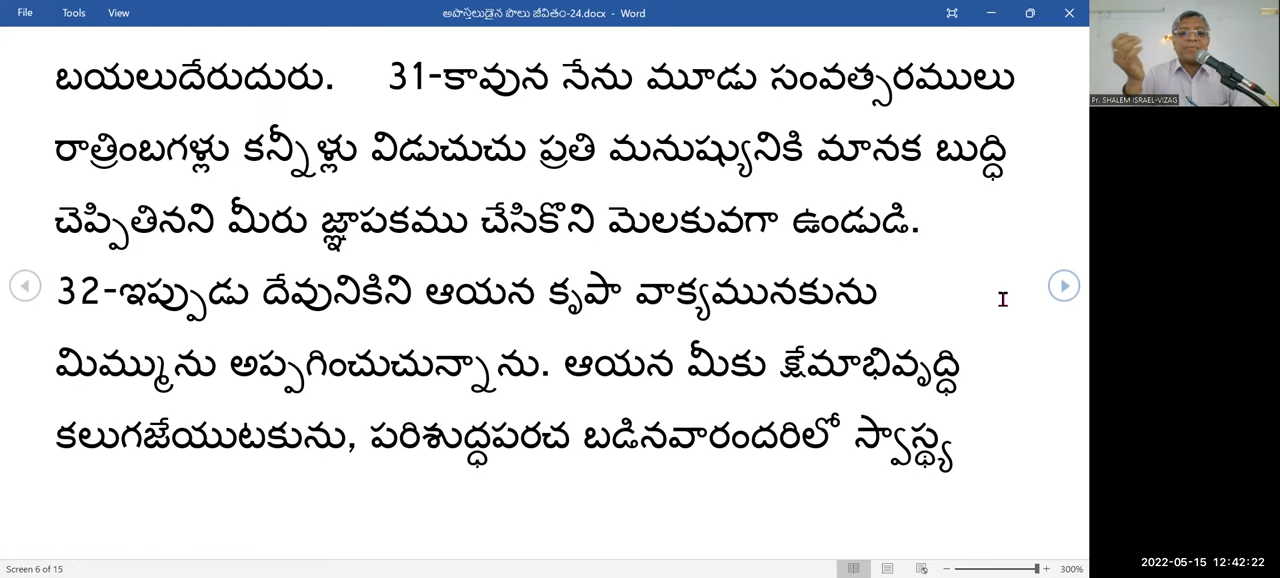 File Tools View అపొస్తలుడైన పౌలు జీవితం-24.docx - Word
బయలుదేరుదురు. 31-కావున నేను మూడు సంవత్సరములు
రాత్రింబగళ్లు కన్నీళ్లు విడుచుచు ప్రతి మనుష్యునికి మానక బుద్ధి
చెప్పితినని మీరు జ్ఞాపకము చేసికొని మెలకువగా ఉండుడి.
32-ఇప్పుడు దేవునికిని ఆయన కృపా వాక్యమునకును
మిమ్మును అప్పగించుచున్నాను. ఆయన మీకు క్షేమాభివృద్ధి
కలుగజేయుటకును, పరిశుద్ధపరచ బడినవారందరిలో స్వాస్థ్య
Pr. SHALEM ISRAEL-VIZAG
2022-05-15 12:42:22
Screen 6 of 15 300%